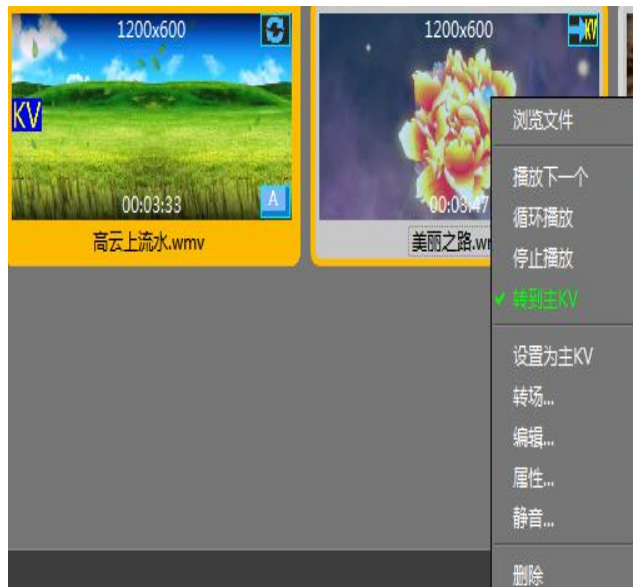 1200x600
KV
00:03:33
A
高云上流水.wmv
1200x600
KV
00:03:47
美丽之路.wm
浏览文件
播放下一个
循环播放
停止播放
转到主KV
设置为主KV
转场...
编辑...
属性...
静音...
删除